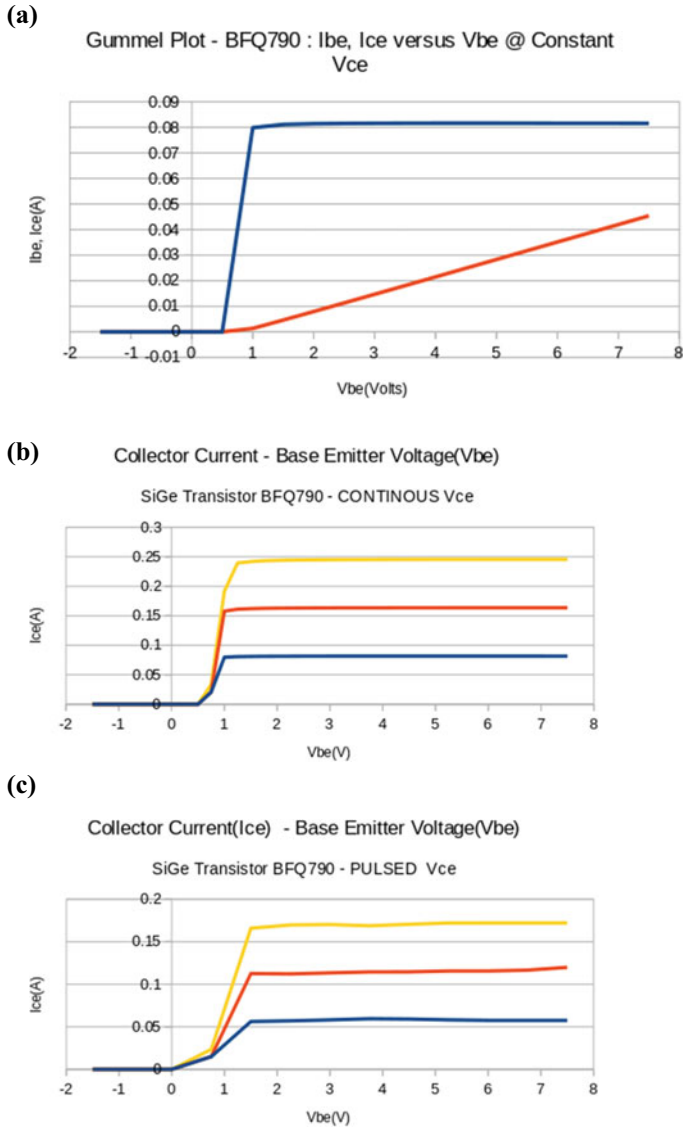 (a)
Gummel Plot - BFQ790 : Ibe, Ice versus Vbe @ Constant
Vce
Ibe, Ice(A)
0.09
0.08
0.07
0.06
0.05
0.04
0.03
0.02
0.01
0
-0.01
-2 -1 0 1 2 3 4 5 6 7 8
Vbe(Volts)
(b)
Collector Current - Base Emitter Voltage(Vbe)
SiGe Transistor BFQ790 - CONTINOUS Vce
Ice(A)
0.3
0.25
0.2
0.15
0.1
0.05
0
-2 -1 0 1 2 3 4 5 6 7 8
Vbe(V)
(c)
Collector Current(Ice) - Base Emitter Voltage(Vbe)
SiGe Transistor BFQ790 - PULSED Vce
Ice(A)
0.2
0.15
0.1
0.05
0
-2 -1 0 1 2 3 4 5 6 7 8
Vbe(V)